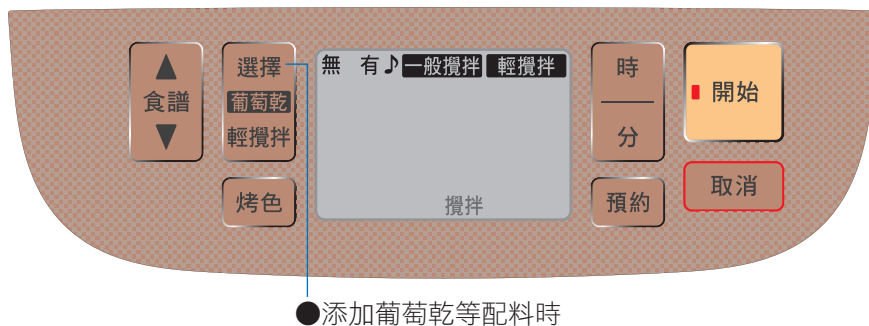 ▲
食譜
▼
選擇
葡萄乾
輕攪拌
烤色
無 有♪ 一般攪拌 輕攪拌
攪拌
時
分
預約
開始
取消
●添加葡萄乾等配料時